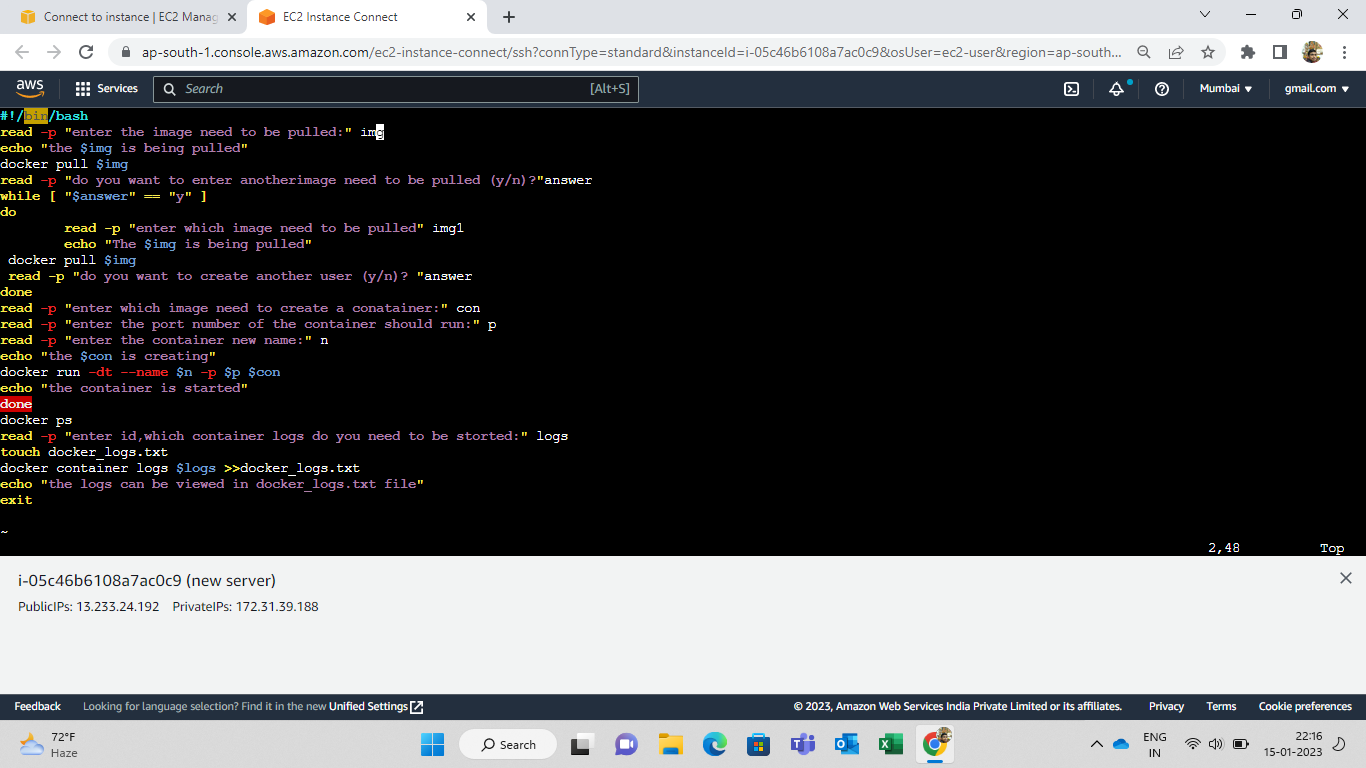 Connect to instance | EC2 Manag
EC2 Instance Connect
ap-south-1.console.aws.amazon.com/ec2-instance-connect/ssh?connType=standard&instanceId=i-05c46b6108a7ac0c9&osUser=ec2-user&region=ap-south...
aws Services Search [Alt+S] Mumbai gmail.com
#!/bin/bash
read -p "enter the image need to be pulled:" img
echo "the $img is being pulled"
docker pull $img
read -p "do you want to enter anotherimage need to be pulled (y/n)?"answer
while [ "$answer" == "y" ]
do
read -p "enter which image need to be pulled" img1
echo "The $img is being pulled"
docker pull $img
read -p "do you want to create another user (y/n)? "answer
done
read -p "enter which image need to create a conatainer:" con
read -p "enter the port number of the container should run:" p
read -p "enter the container new name:" n
echo "the $con is creating"
docker run -dt --name $n -p $p $con
echo "the container is started"
done
docker ps
read -p "enter id,which container logs do you need to be storted:" logs
touch docker_logs.txt
docker container logs $logs >>docker_logs.txt
echo "the logs can be viewed in docker_logs.txt file"
exit
~
2,48 Top
i-05c46b6108a7ac0c9 (new server)
PublicIPs: 13.233.24.192 PrivateIPs: 172.31.39.188
Feedback Looking for language selection? Find it in the new Unified Settings © 2023, Amazon Web Services India Private Limited or its affiliates. Privacy Terms Cookie preferences
72°F
Haze
Search
ENG
IN
22:16
15-01-2023